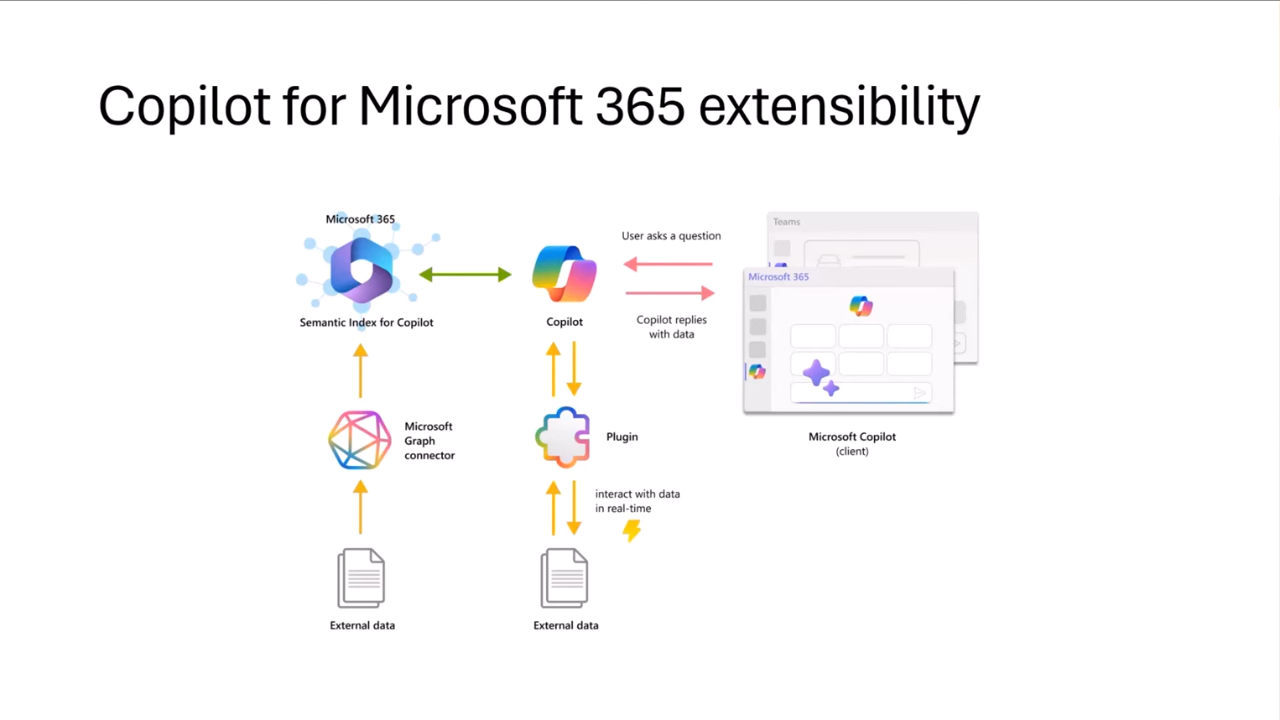 Copilot for Microsoft 365 extensibility
Microsoft 365
Semantic Index for Copilot
Copilot
User asks a question
Copilot replies
with data
Teams
Microsoft 365
Microsoft Copilot
(client)
Microsoft
Graph
connector
Plugin
interact with data
in real-time
External data
External data